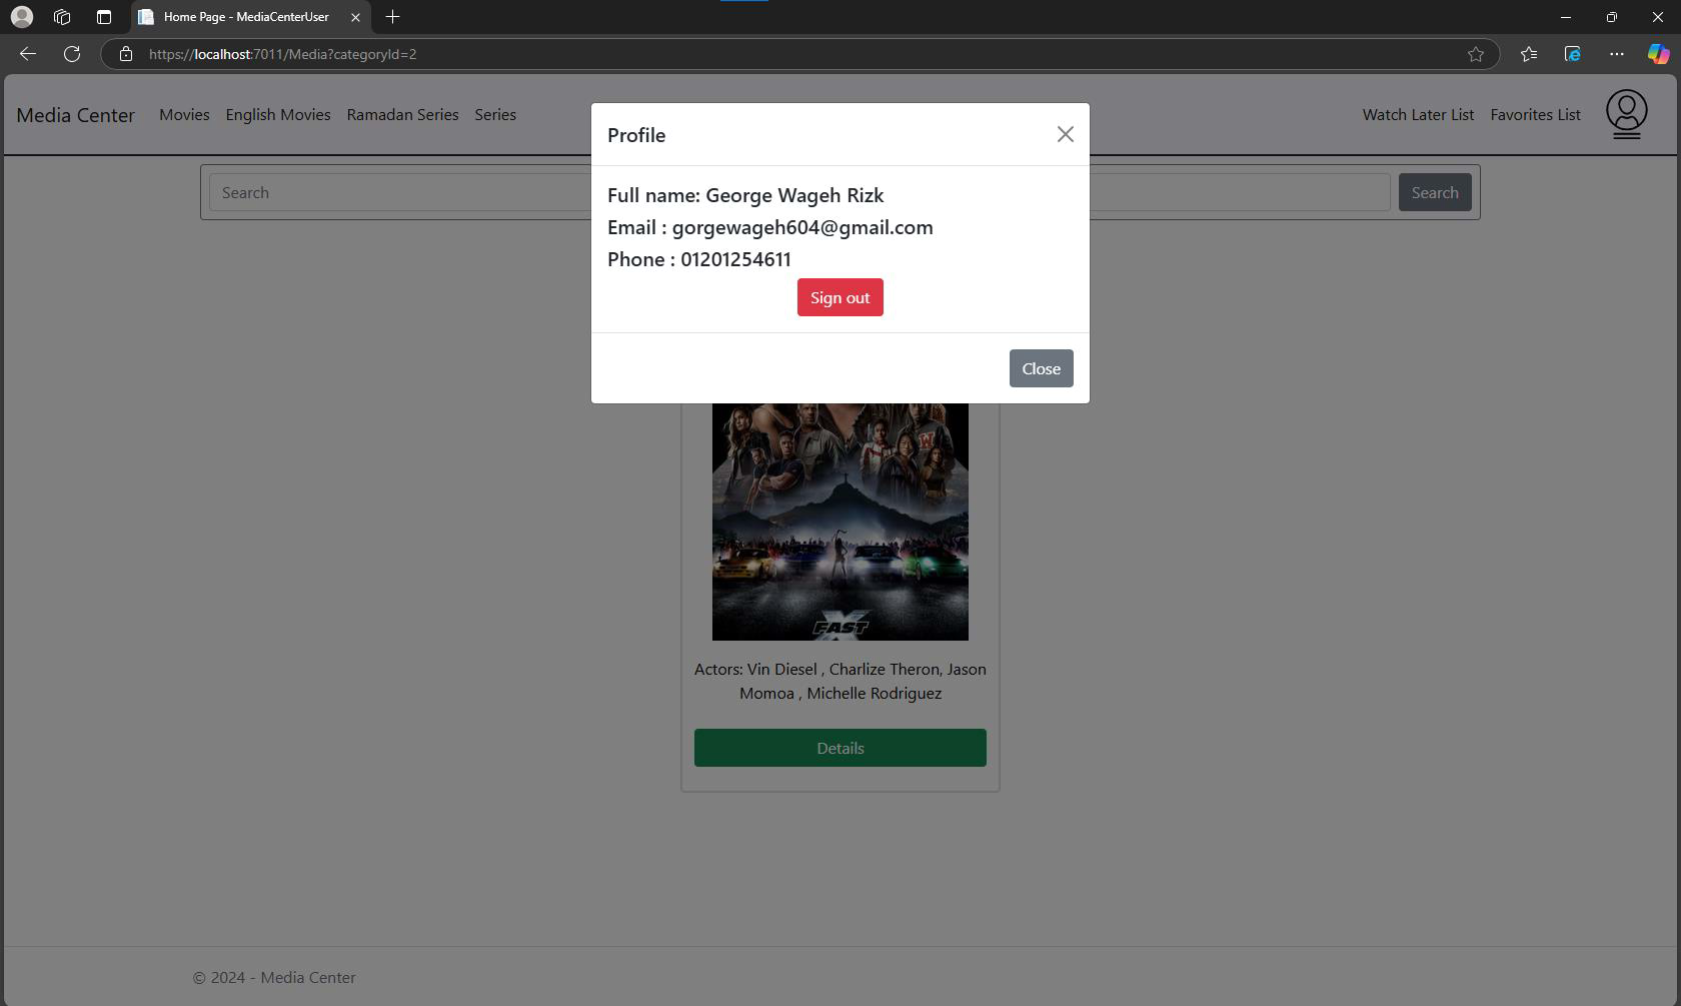 Home Page - MediaCenterUser
https://localhost:7011/Media?categoryId=2
Media Center Movies English Movies Ramadan Series Series Watch Later List Favorites List
Profile
Search Search
Full name: George Wageh Rizk
Email : gorgewageh604@gmail.com
Phone : 01201254611
Sign out
Close
FAST X
Actors: Vin Diesel , Charlize Theron, Jason
Momoa , Michelle Rodriguez
Details
© 2024 - Media Center